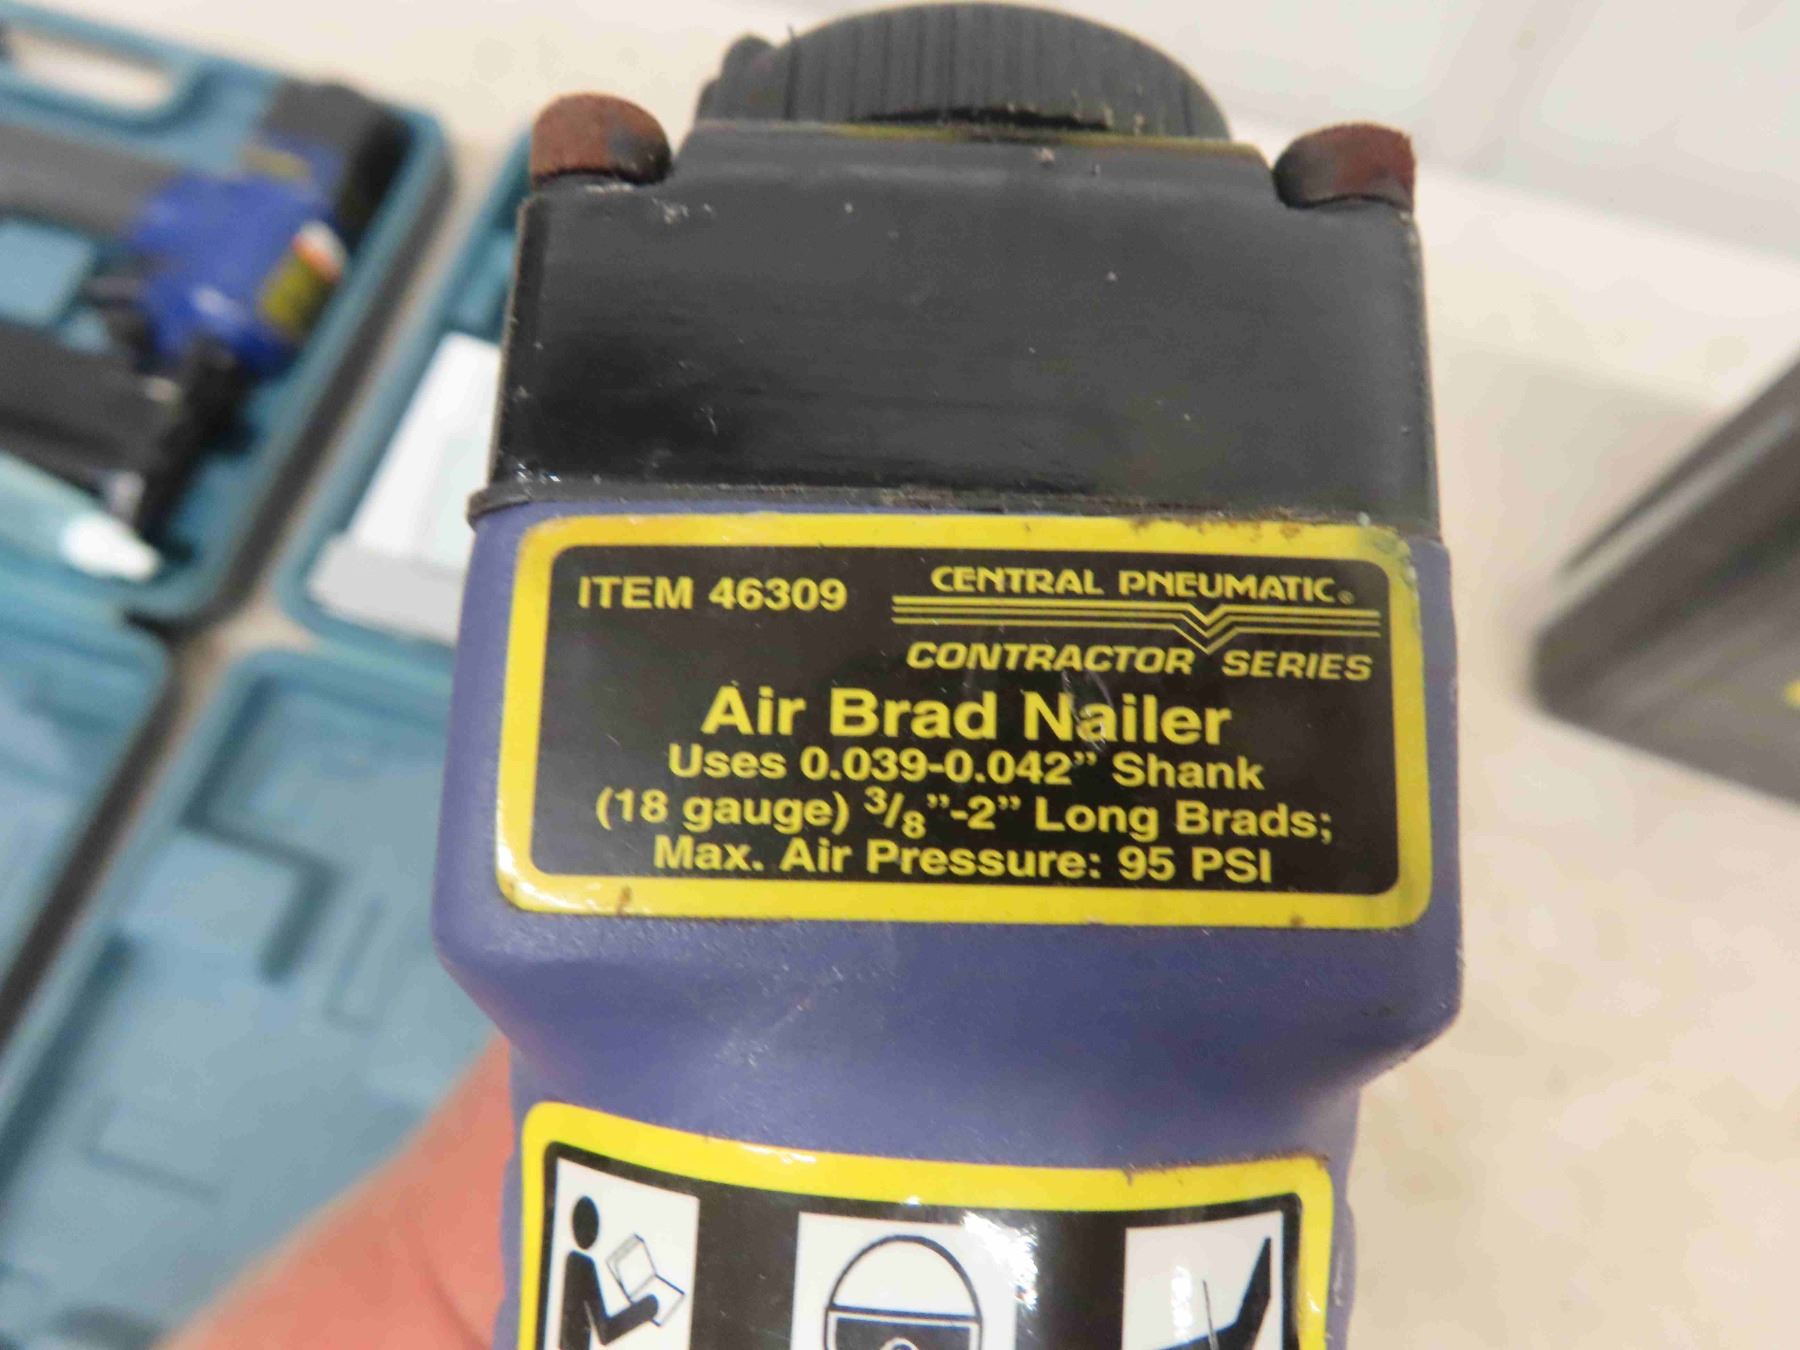 ITEM 46309
CENTRAL PNEUMATIC®
CONTRACTOR SERIES
Air Brad Nailer
Uses 0.039-0.042” Shank
(18 gauge) 3/8”-2” Long Brads;
Max. Air Pressure: 95 PSI